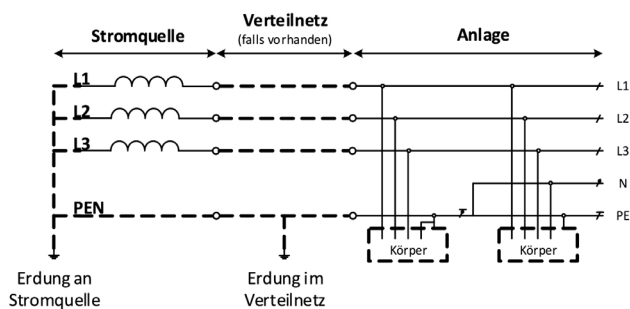 Stromquelle
Verteilnetz
(falls vorhanden)
Anlage
L1
L1
L2
L2
L3
L3
N
PEN
PE
Körper
Körper
Erdung an
Stromquelle
Erdung im
Verteilnetz